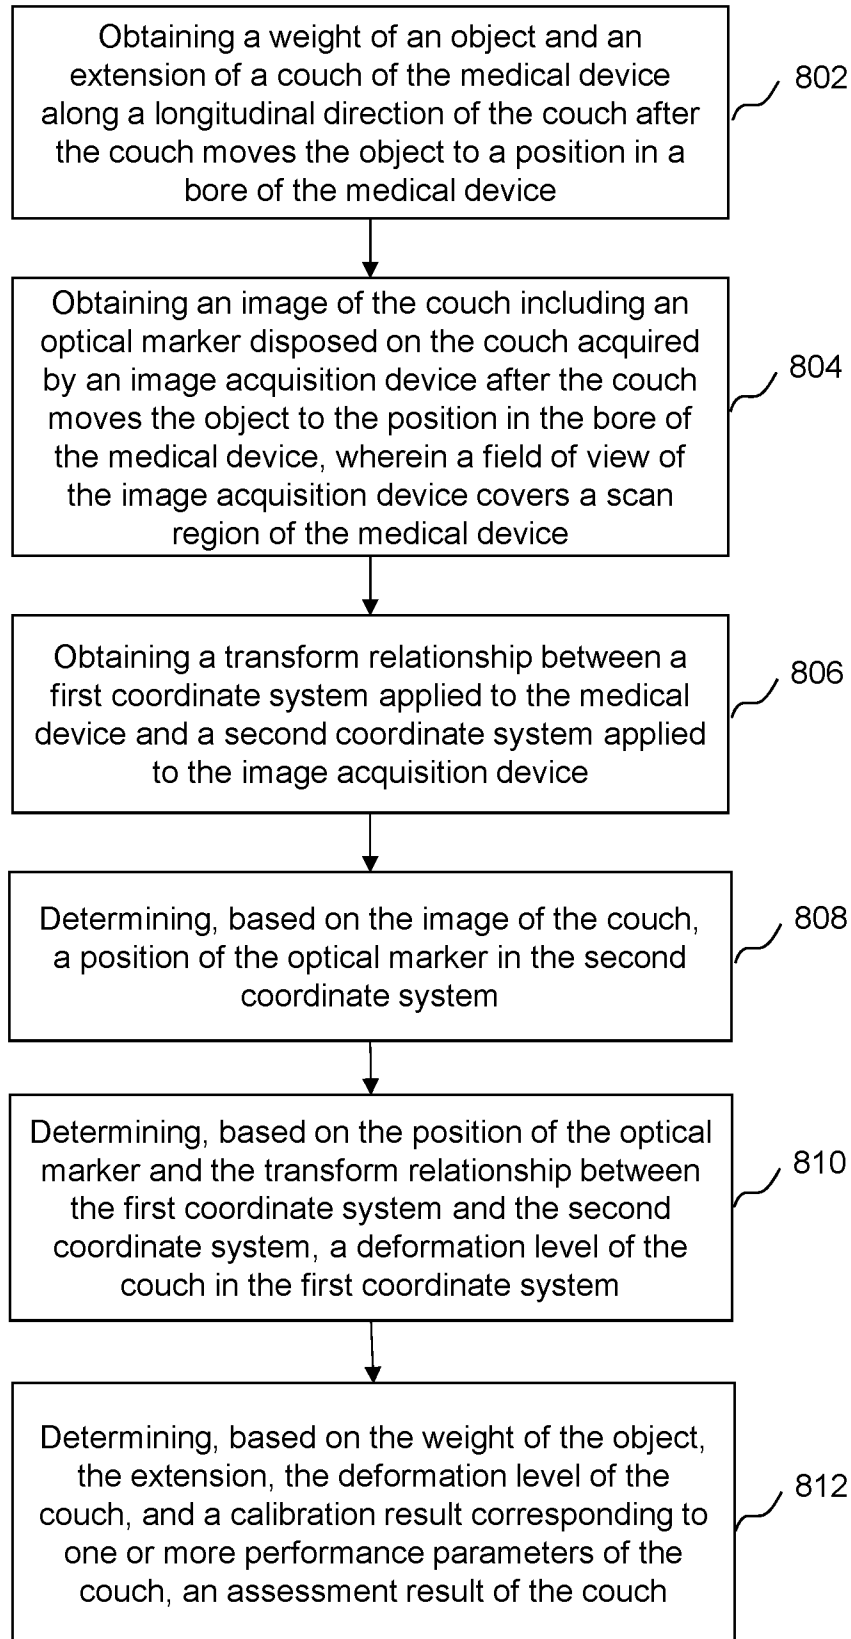 Obtaining a weight of an object and an
extension of a couch of the medical device
along a longitudinal direction of the couch after
the couch moves the object to a position in a
bore of the medical device
802
Obtaining an image of the couch including an
optical marker disposed on the couch acquired
by an image acquisition device after the couch
moves the object to the position in the bore of
the medical device, wherein a field of view of
the image acquisition device covers a scan
region of the medical device
804
Obtaining a transform relationship between a
first coordinate system applied to the medical
device and a second coordinate system applied
to the image acquisition device
806
Determining, based on the image of the couch,
a position of the optical marker in the second
coordinate system
808
Determining, based on the position of the optical
marker and the transform relationship between
the first coordinate system and the second
coordinate system, a deformation level of the
couch in the first coordinate system
810
Determining, based on the weight of the object,
the extension, the deformation level of the
couch, and a calibration result corresponding to
one or more performance parameters of the
couch, an assessment result of the couch
812